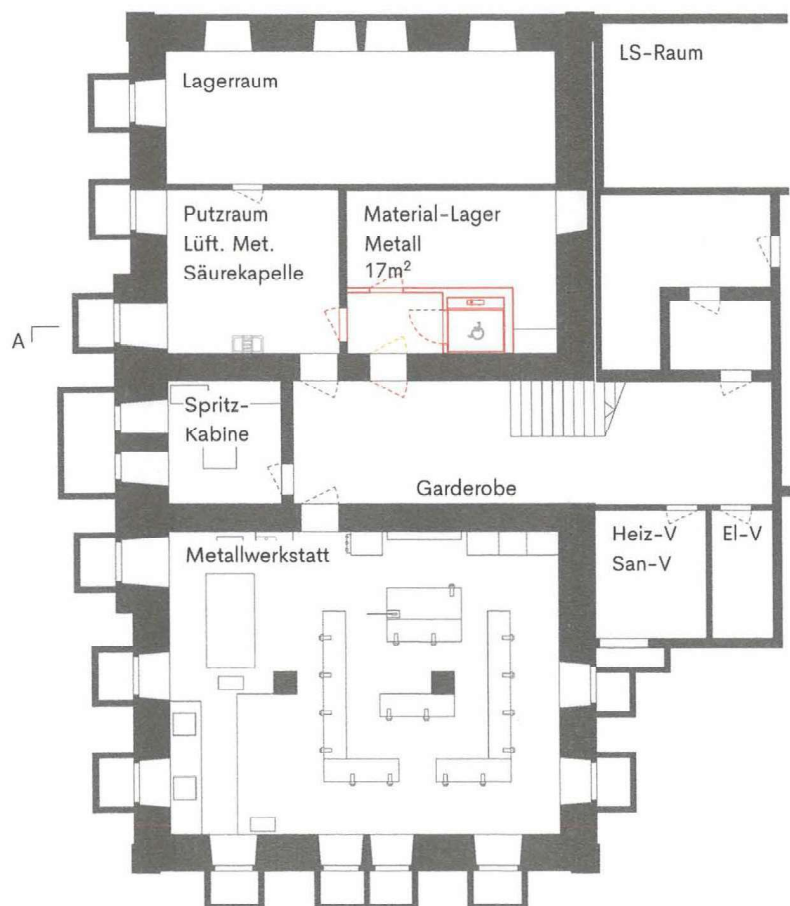 Lagerraum
LS-Raum
Putzraum
Lüft. Met.
Säurekapelle
Material-Lager
Metall
17m²
A
Spritz-
Kabine
Garderobe
Metallwerkstatt
Heiz-V
San-V
El-V